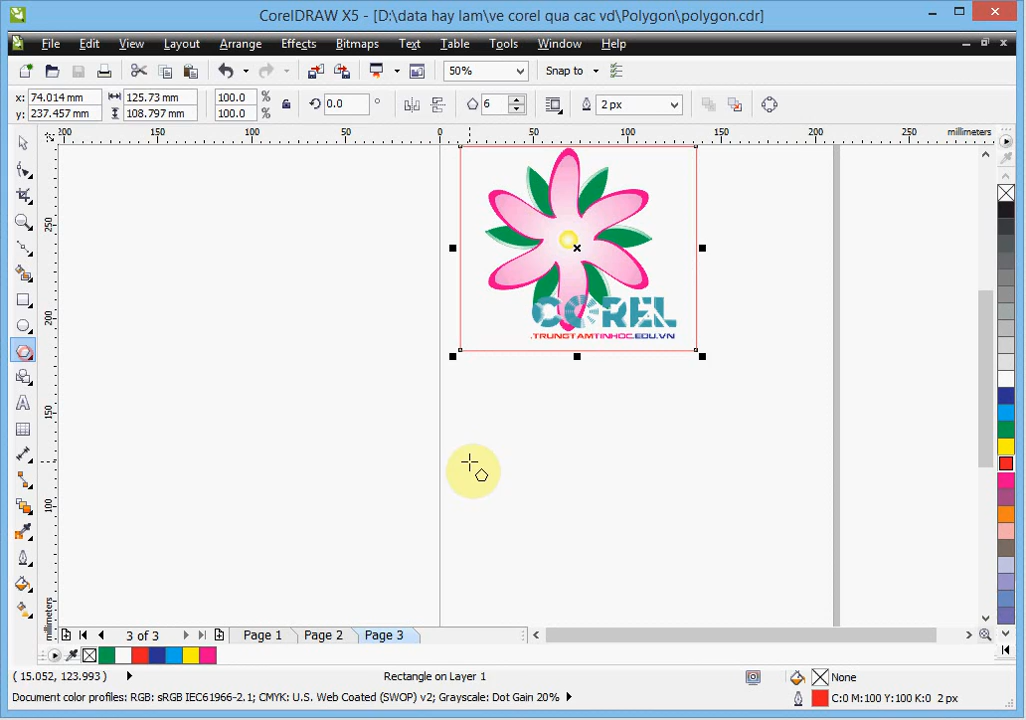 CorelDRAW X5 - [D:\data hay lam\ve corel qua cac vd\Polygon\polygon.cdr]
File Edit View Layout Arrange Effects Bitmaps Text Table Tools Window Help
50% Snap to
x: 74.014 mm 125.73 mm 100.0 % 0.0 ° 6 2 px
y: 237.457 mm 108.797 mm 100.0 %
200 150 100 50 0 50 100 150 200 250 millimeters
250
200
150
100
millimeters
COREL
.TRUNGTAMTINHOC.EDU.VN
3 of 3 Page 1 Page 2 Page 3
( 15.052, 123.993 ) Rectangle on Layer 1 None
Document color profiles: RGB: sRGB IEC61966-2.1; CMYK: U.S. Web Coated (SWOP) v2; Grayscale: Dot Gain 20% C:0 M:100 Y:100 K:0 2 px